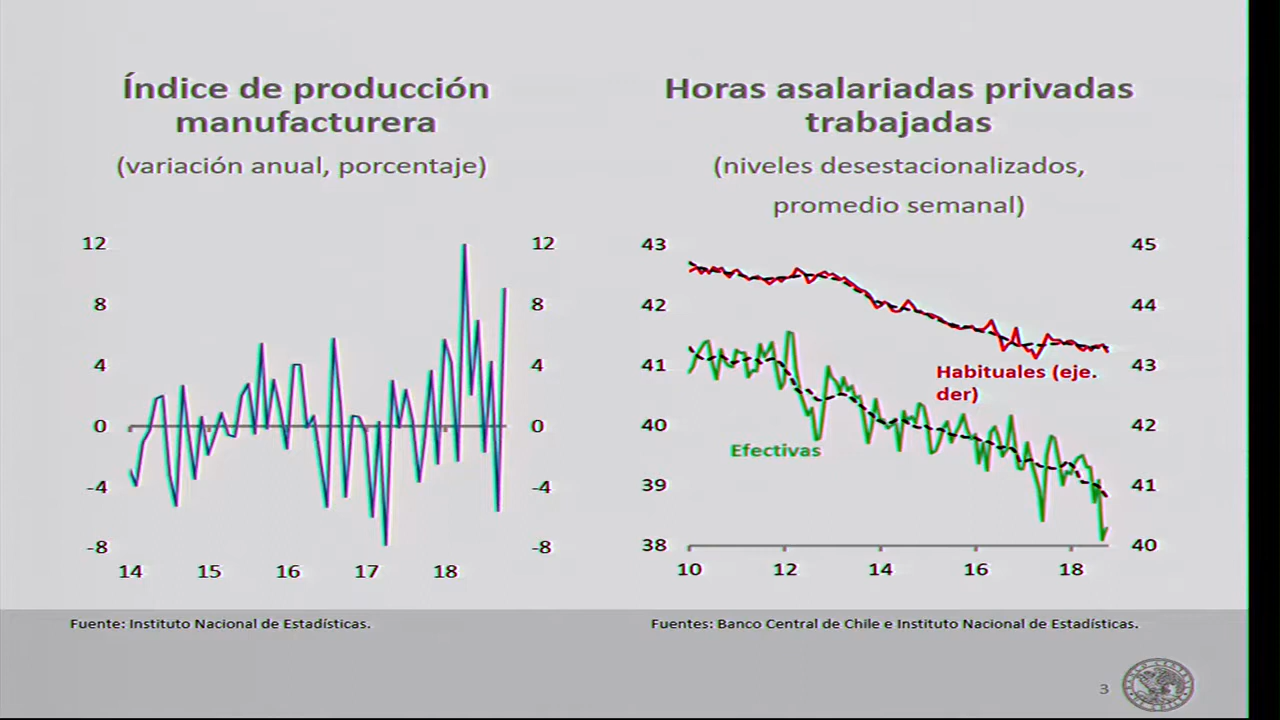 Índice de producción
manufacturera
(variación anual, porcentaje)
12 12
8 8
4 4
0 0
-4 -4
-8 -8
14 15 16 17 18
Fuente: Instituto Nacional de Estadísticas.
Horas asalariadas privadas
trabajadas
(niveles desestacionalizados,
promedio semanal)
43 45
42 44
41 43
Habituales (eje.
der)
40 42
Efectivas
39 41
38 40
10 12 14 16 18
Fuentes: Banco Central de Chile e Instituto Nacional de Estadísticas.
3